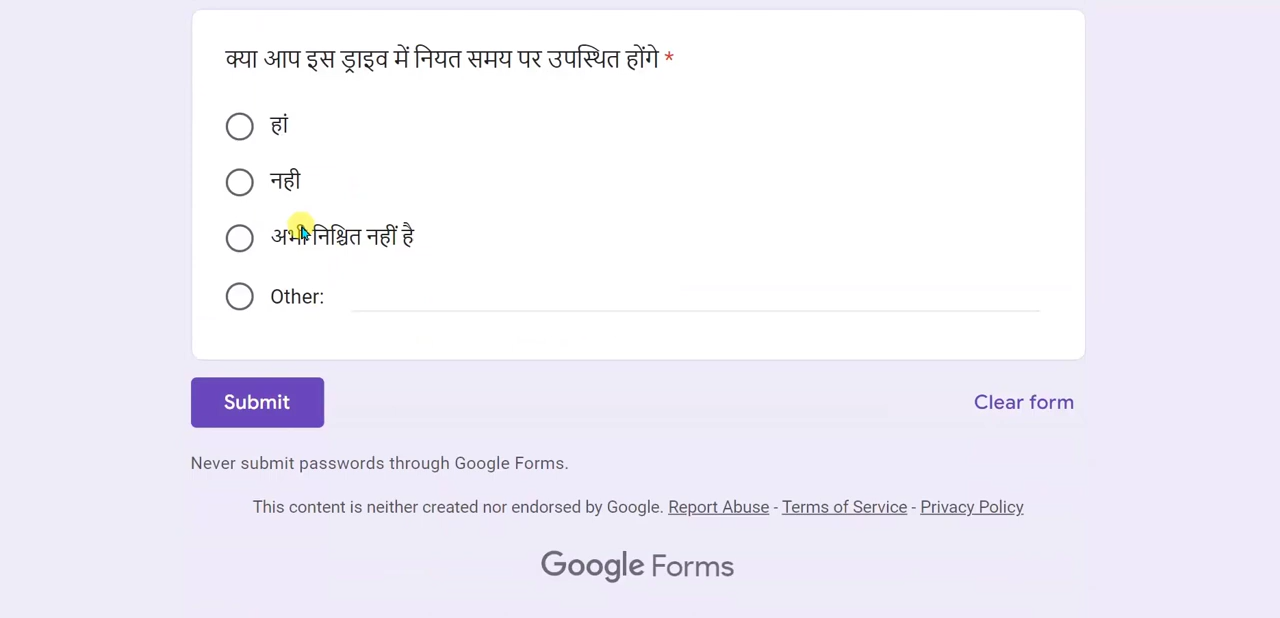 क्या आप इस ड्राइव में नियत समय पर उपस्थित होंगे *
हां
नही
अभी निश्चित नहीं है
Other:
Submit
Clear form
Never submit passwords through Google Forms.
This content is neither created nor endorsed by Google. Report Abuse - Terms of Service - Privacy Policy
Google Forms